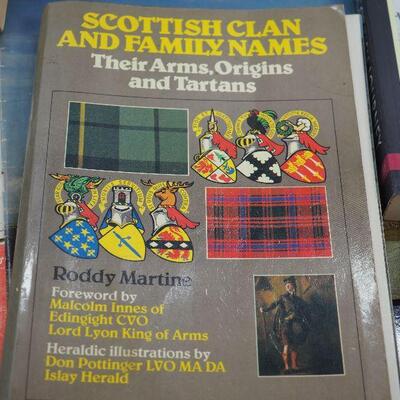 SCOTTISH CLAN
AND FAMILY NAMES
Their Arms, Origins
and Tartans
Roddy Martine
Foreword by
Malcolm Innes of
Edingight CVO
Lord Lyon King of Arms
Heraldic illustrations by
Don Pottinger LVO MA DA
Islay Herald